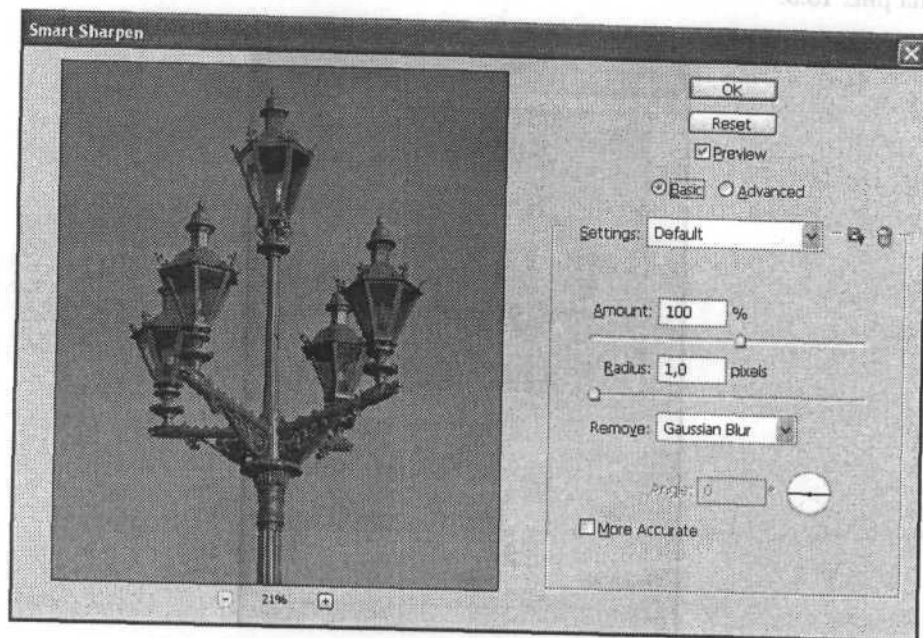 Smart Sharpen
OK
Reset
Preview
Basic Advanced
Settings: Default
Amount: 100 %
Radius: 1,0 pixels
Remove: Gaussian Blur
Angle: 0 °
More Accurate
21%